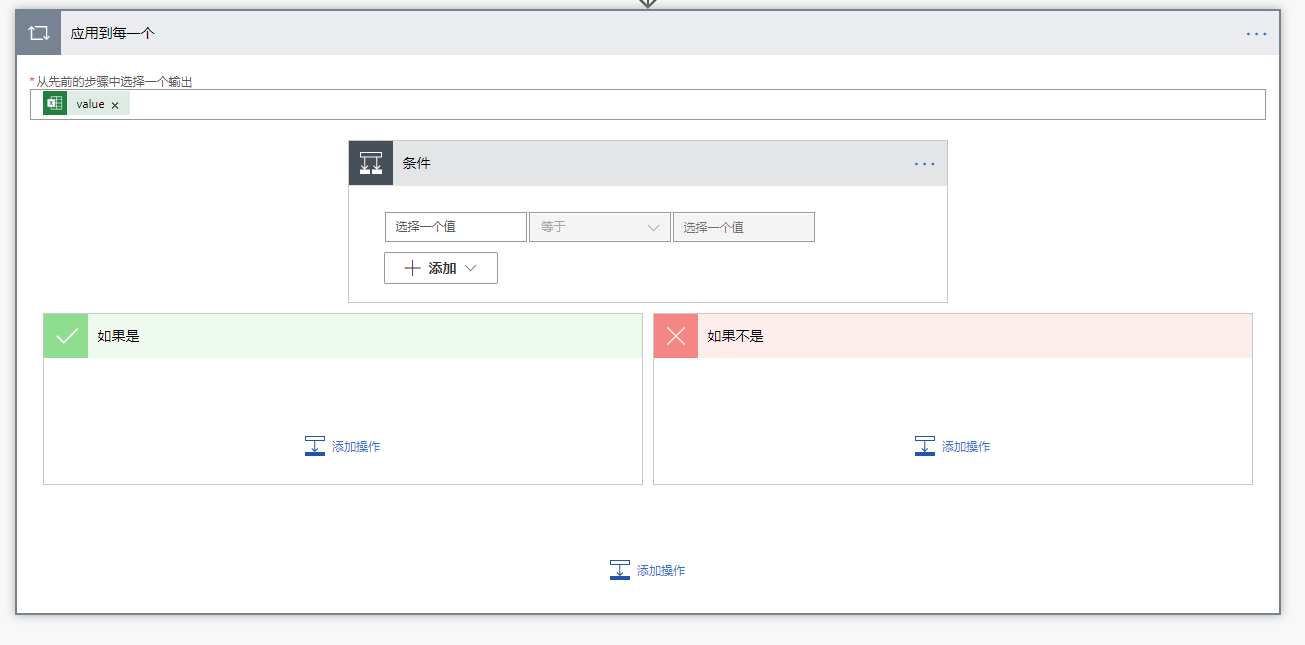 应用到每一个
*从先前的步骤中选择一个输出
value
条件
选择一个值 等于 选择一个值
添加
如果是 如果不是
添加操作 添加操作
添加操作